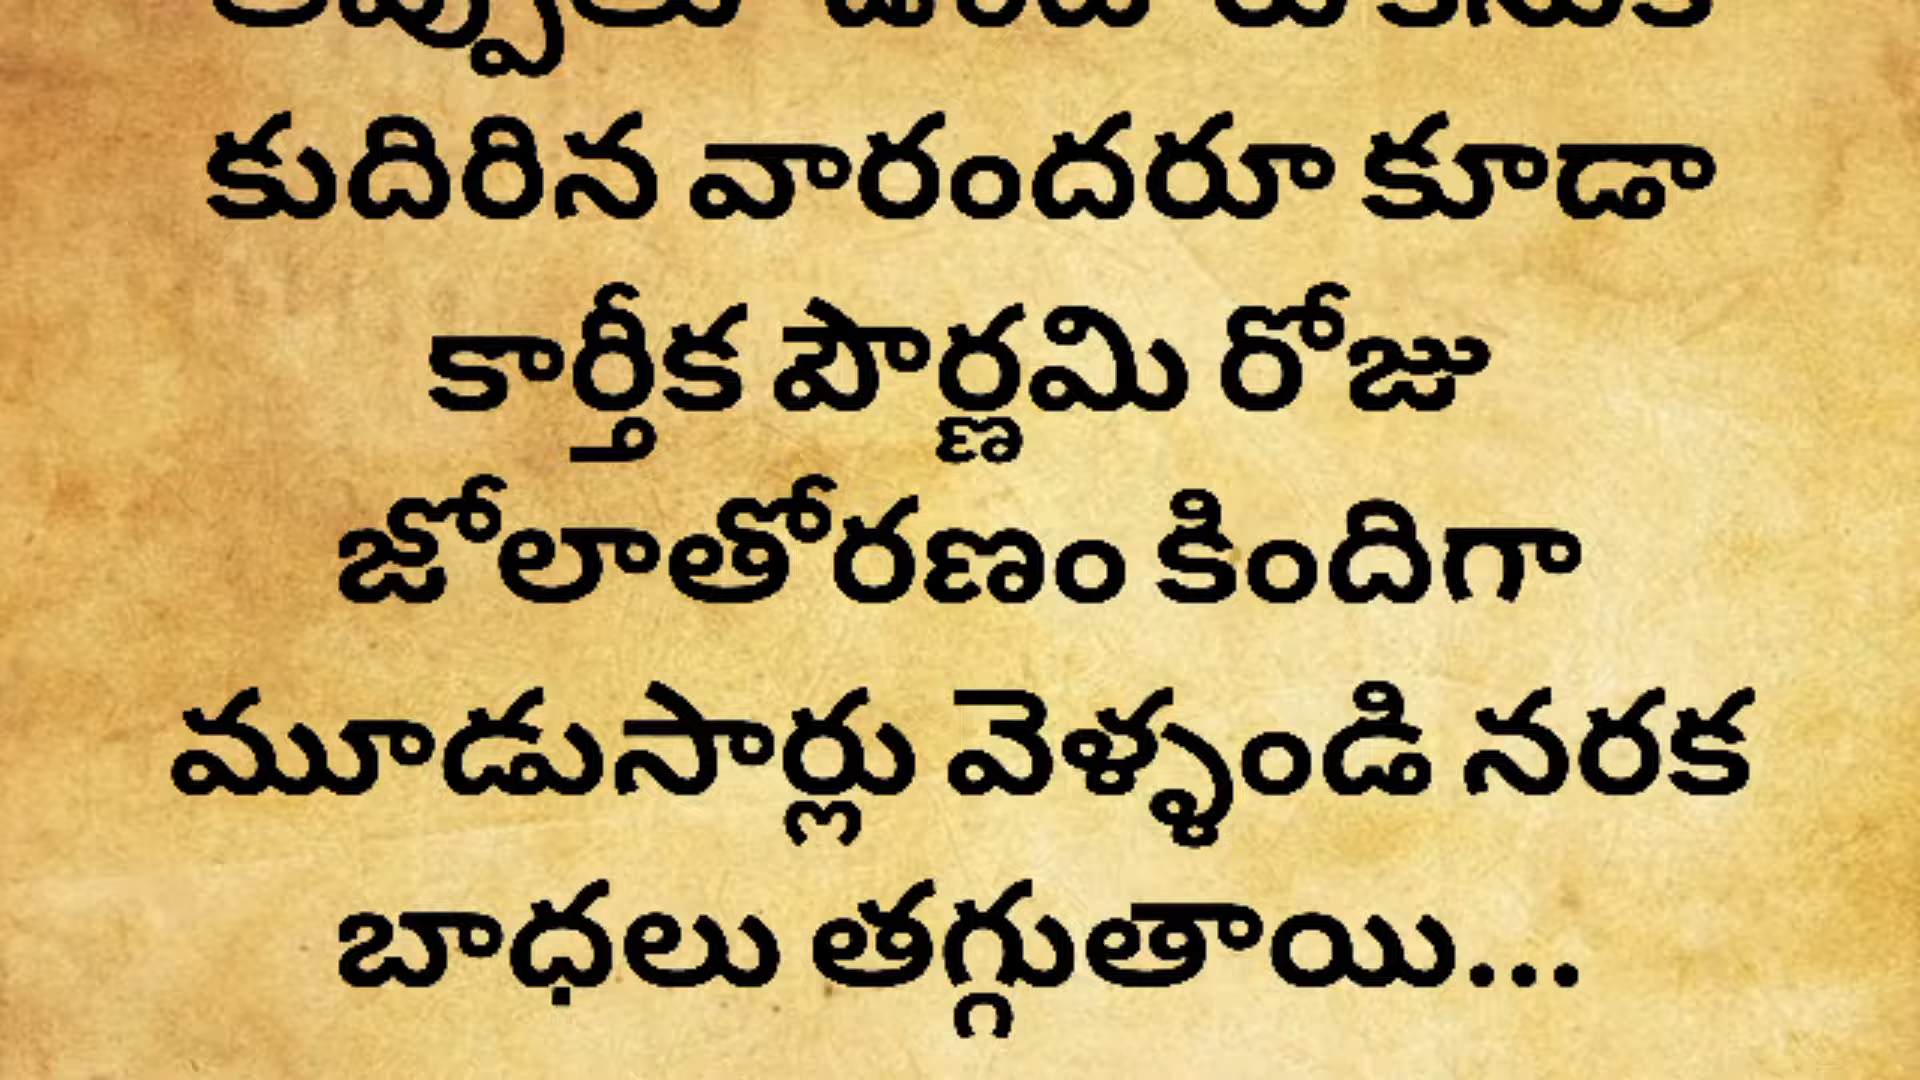 కుదిరిన వారందరూ కూడా
కార్తీక పౌర్ణమి రోజు
జోలాతోరణం కిందిగా
మూడుసార్లు వెళ్ళండి నరక
బాధలు తగ్గుతాయి...